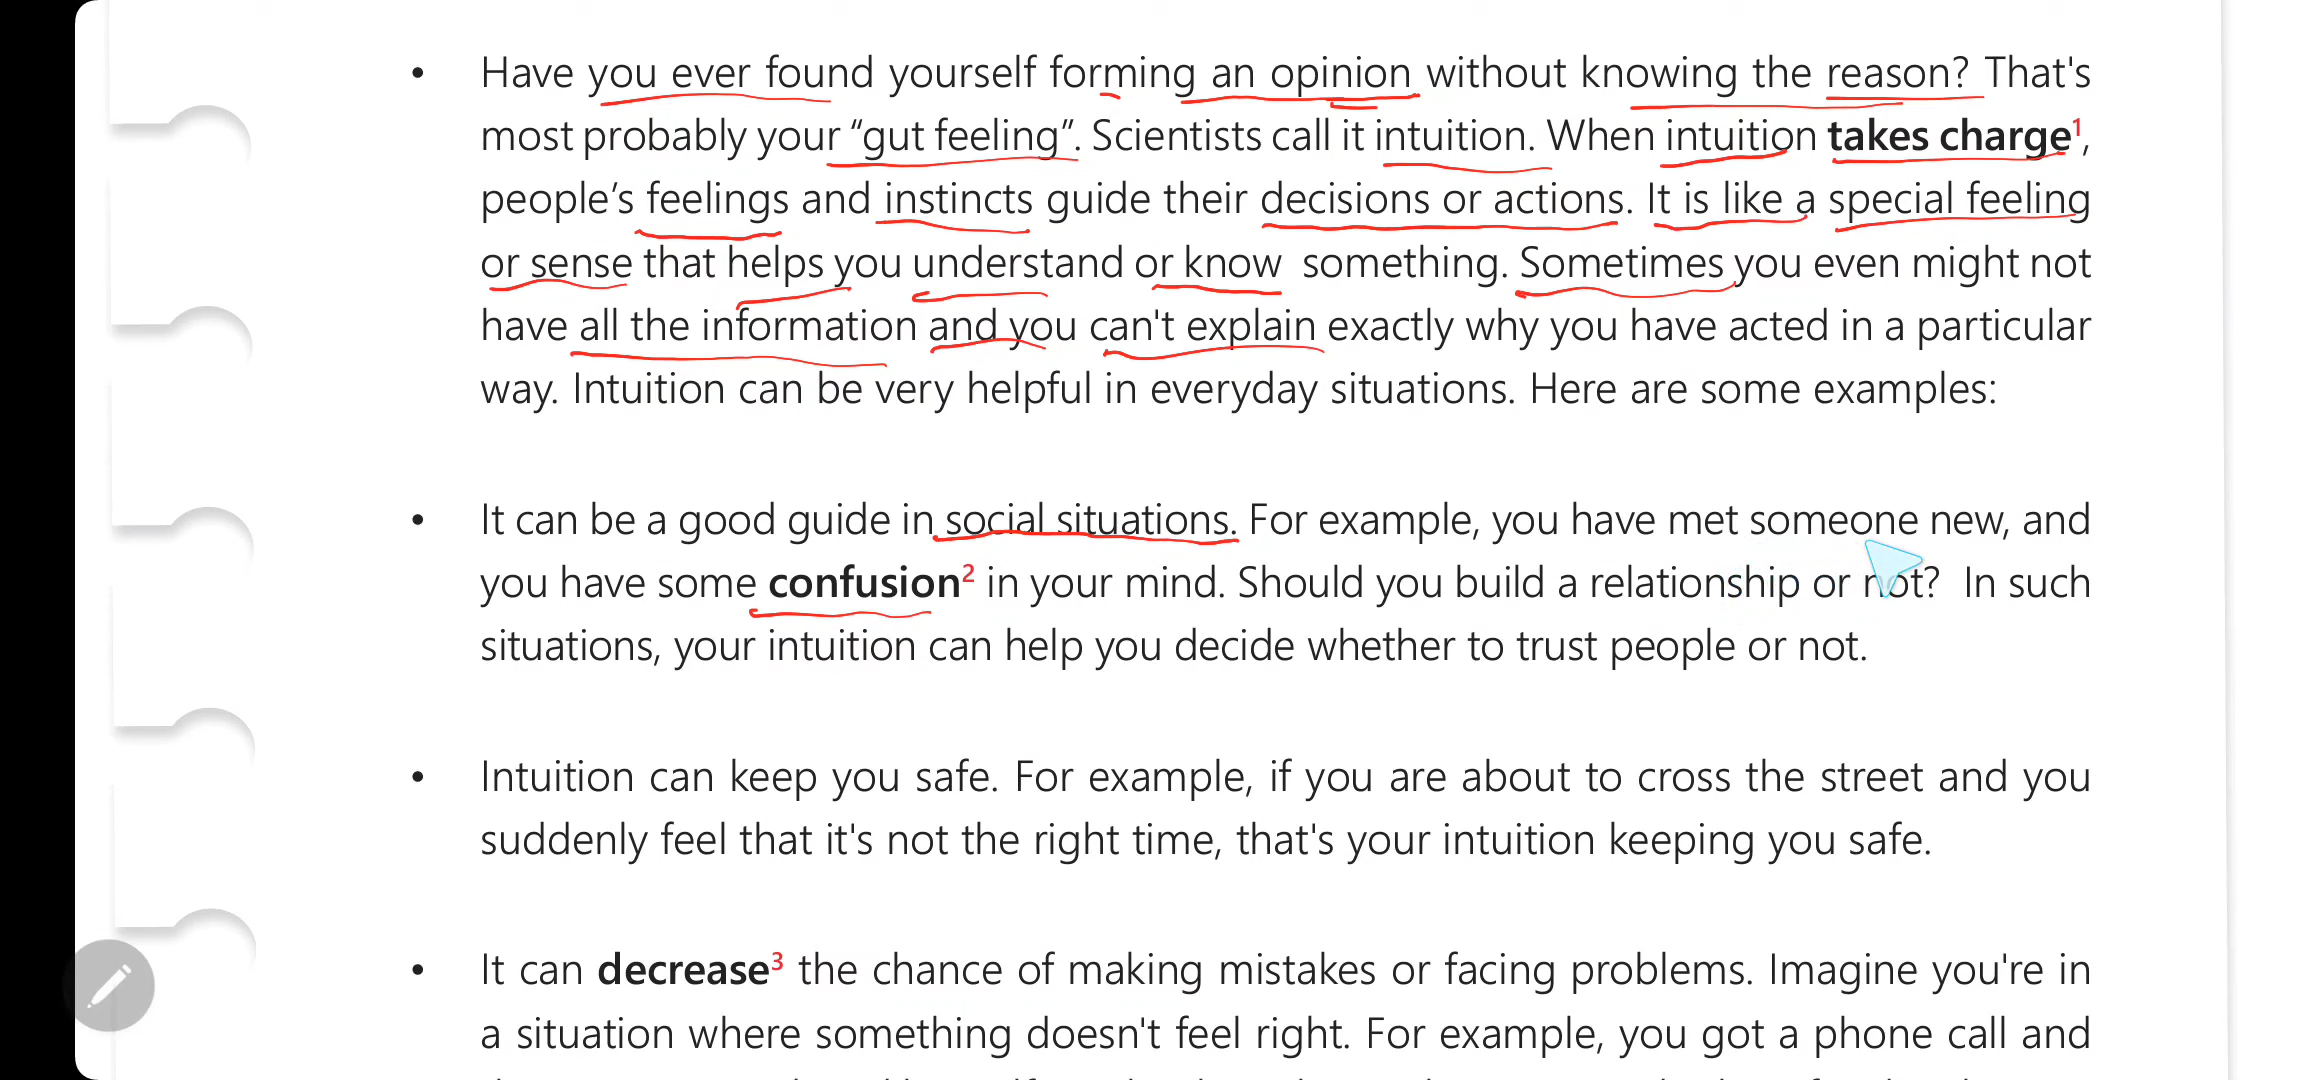 • Have you ever found yourself forming an opinion without knowing the reason? That's
most probably your “gut feeling”. Scientists call it intuition. When intuition takes charge1,
people’s feelings and instincts guide their decisions or actions. It is like a special feeling
or sense that helps you understand or know something. Sometimes you even might not
have all the information and you can't explain exactly why you have acted in a particular
way. Intuition can be very helpful in everyday situations. Here are some examples:
• It can be a good guide in social situations. For example, you have met someone new, and
you have some confusion2 in your mind. Should you build a relationship or not? In such
situations, your intuition can help you decide whether to trust people or not.
• Intuition can keep you safe. For example, if you are about to cross the street and you
suddenly feel that it's not the right time, that's your intuition keeping you safe.
• It can decrease3 the chance of making mistakes or facing problems. Imagine you're in
a situation where something doesn't feel right. For example, you got a phone call and